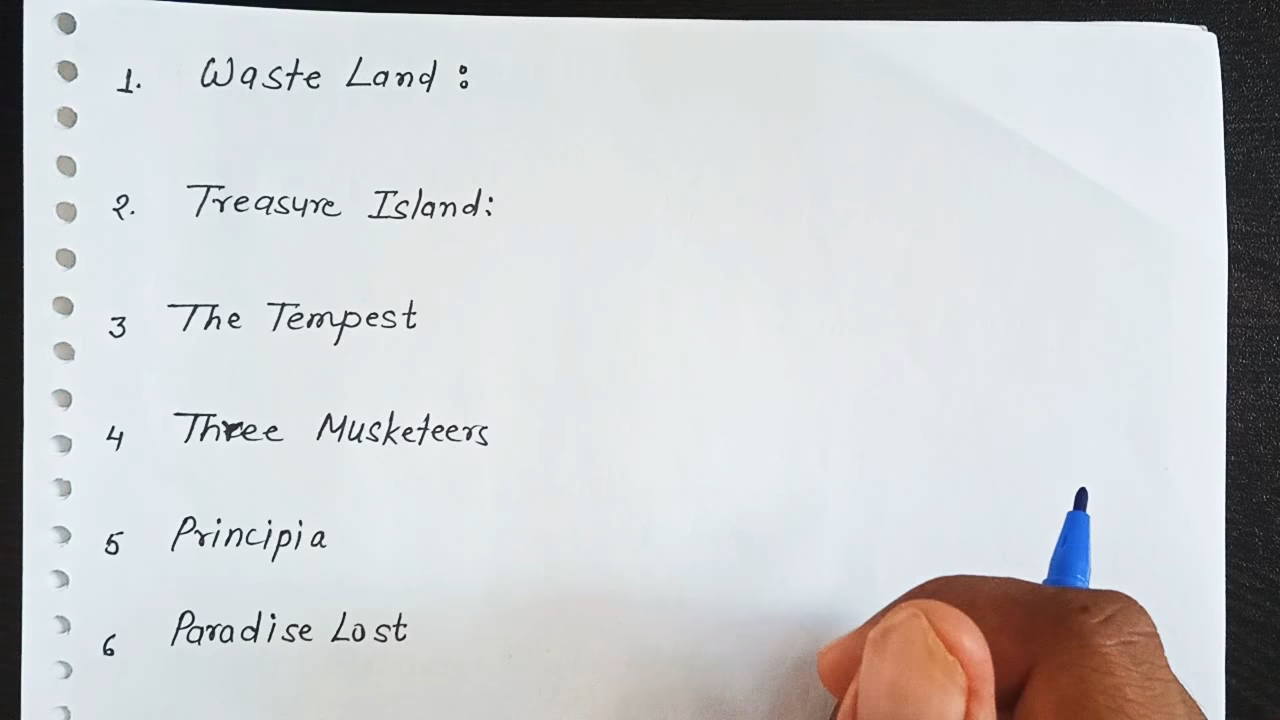 1. Waste Land :
2. Treasure Island:
3 The Tempest
4 Three Musketeers
5 Principia
6 Paradise Lost